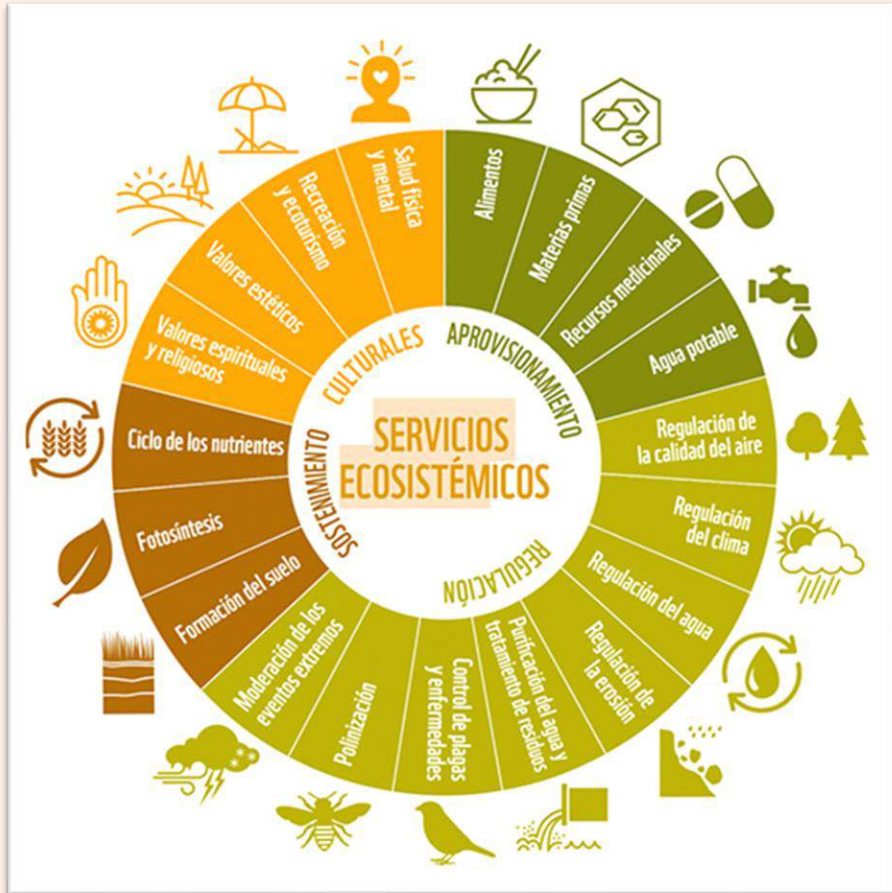 SERVICIOS
ECOSISTÉMICOS
APROVISIONAMIENTO
Alimentos
Materias primas
Recursos medicinales
Agua potable
REGULACIÓN
Regulación de
la calidad del aire
Regulación
del clima
Regulación del agua
Regulación de
la erosión
Purificación del agua y
tratamiento de residuos
Control de plagas
y enfermedades
Polinización
Moderación de los
eventos extremos
SOSTENIMIENTO
Formación del suelo
Fotosíntesis
Ciclo de los nutrientes
CULTURALES
Valores espirituales
y religiosos
Valores estéticos
Recreación
y ecoturismo
Salud física
y mental